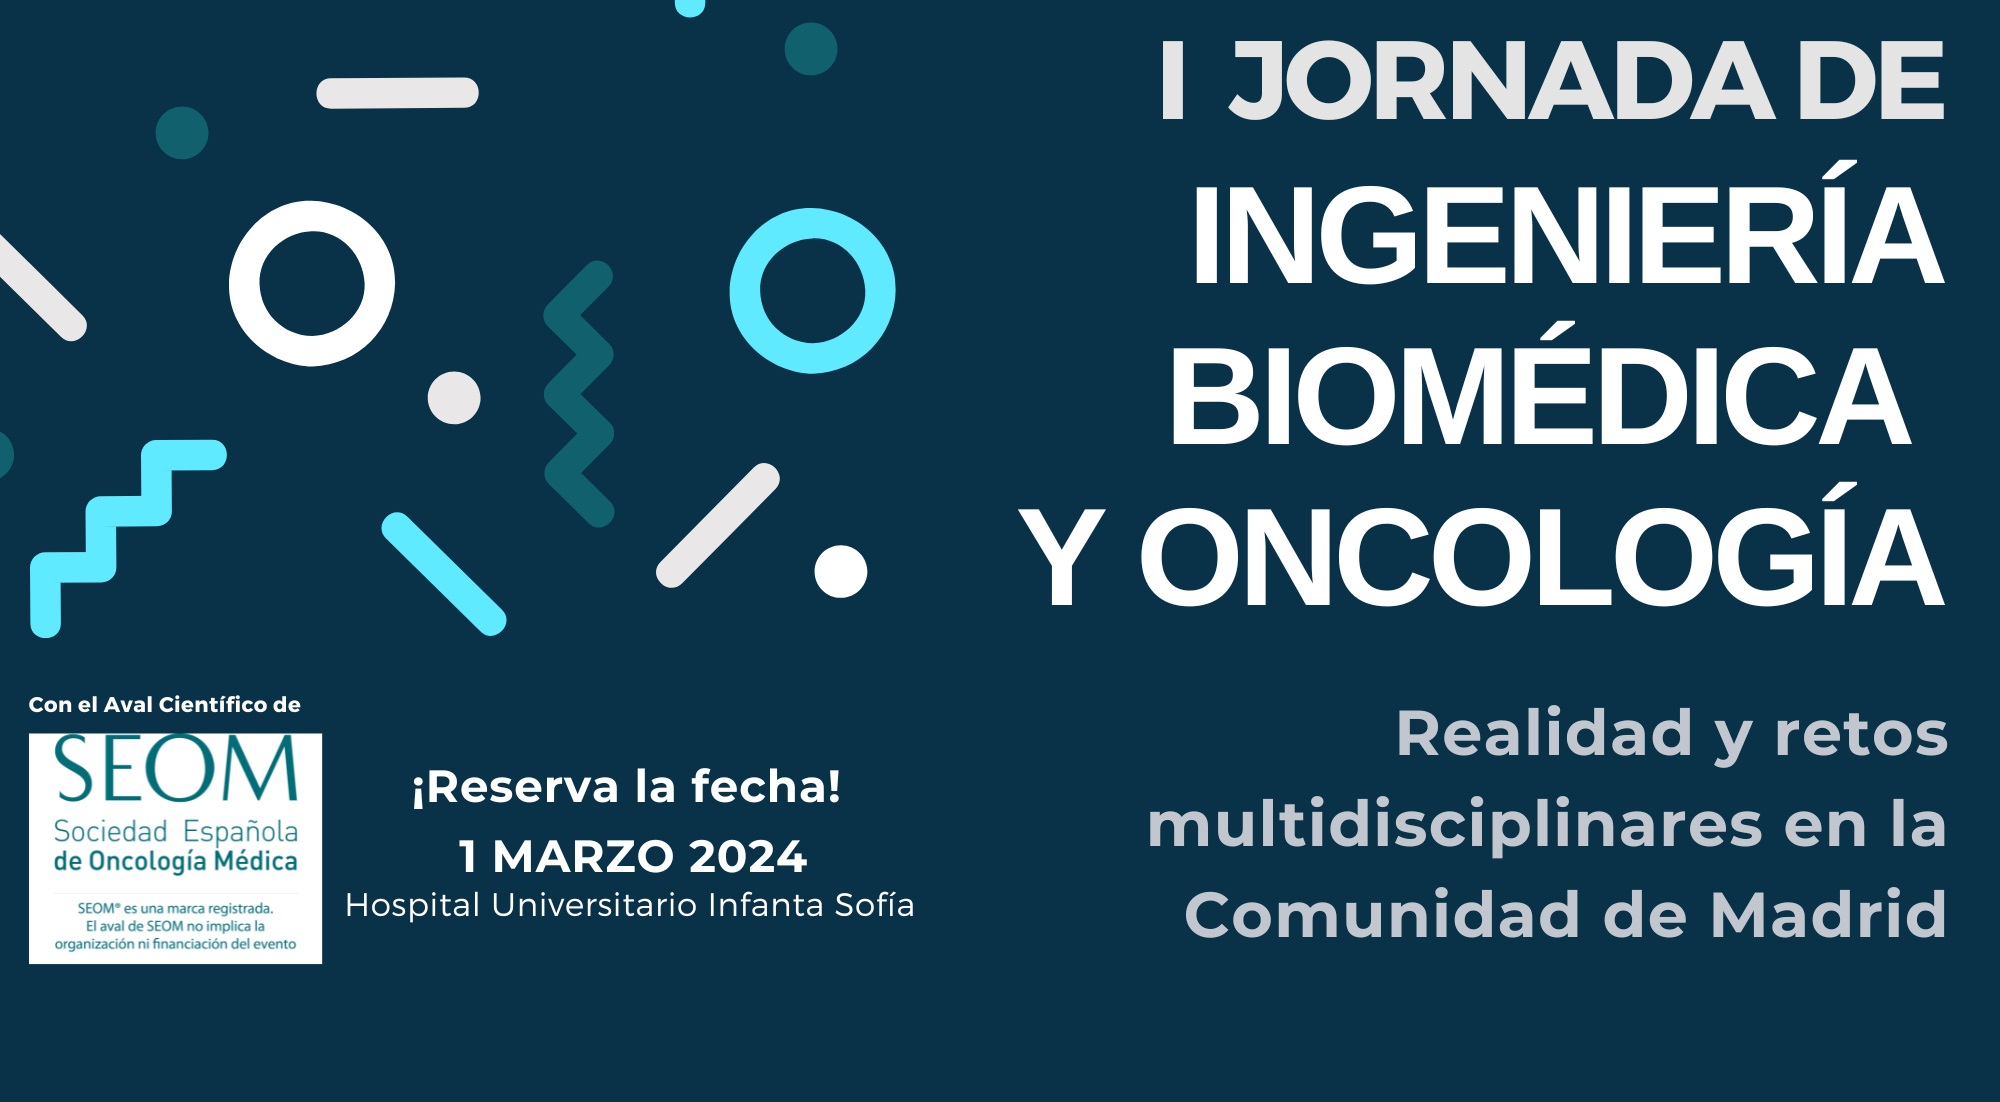 I JORNADA DE
INGENIERÍA
BIOMÉDICA
Y ONCOLOGÍA
Realidad y retos
multidisciplinares en la
Comunidad de Madrid
Con el Aval Científico de
SEOM
Sociedad Española
de Oncología Médica
SEOM® es una marca registrada.
El aval de SEOM no implica la
organización ni financiación del evento
¡Reserva la fecha!
1 MARZO 2024
Hospital Universitario Infanta Sofía